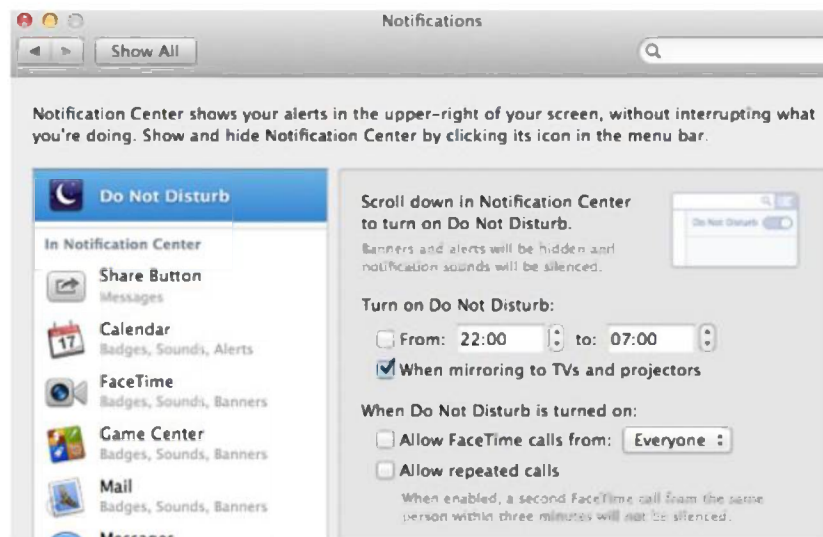 Notifications
Show All
Notification Center shows your alerts in the upper-right of your screen, without interrupting what
you're doing. Show and hide Notification Center by clicking its icon in the menu bar.
Do Not Disturb
In Notification Center
Share Button
Messages
17
Calendar
Badges, Sounds, Alerts
FaceTime
Badges, Sounds, Banners
Game Center
Badges, Sounds, Banners
Mail
Badges, Sounds, Banners
Messages
Scroll down in Notification Center
to turn on Do Not Disturb.
Do Not Disturb
Banners and alerts will be hidden and
notification sounds will be silenced.
Turn on Do Not Disturb:
From: 22:00 to: 07:00
When mirroring to TVs and projectors
When Do Not Disturb is turned on:
Allow FaceTime calls from: Everyone
Allow repeated calls
When enabled, a second FaceTime call from the same
person within three minutes will not be silenced.